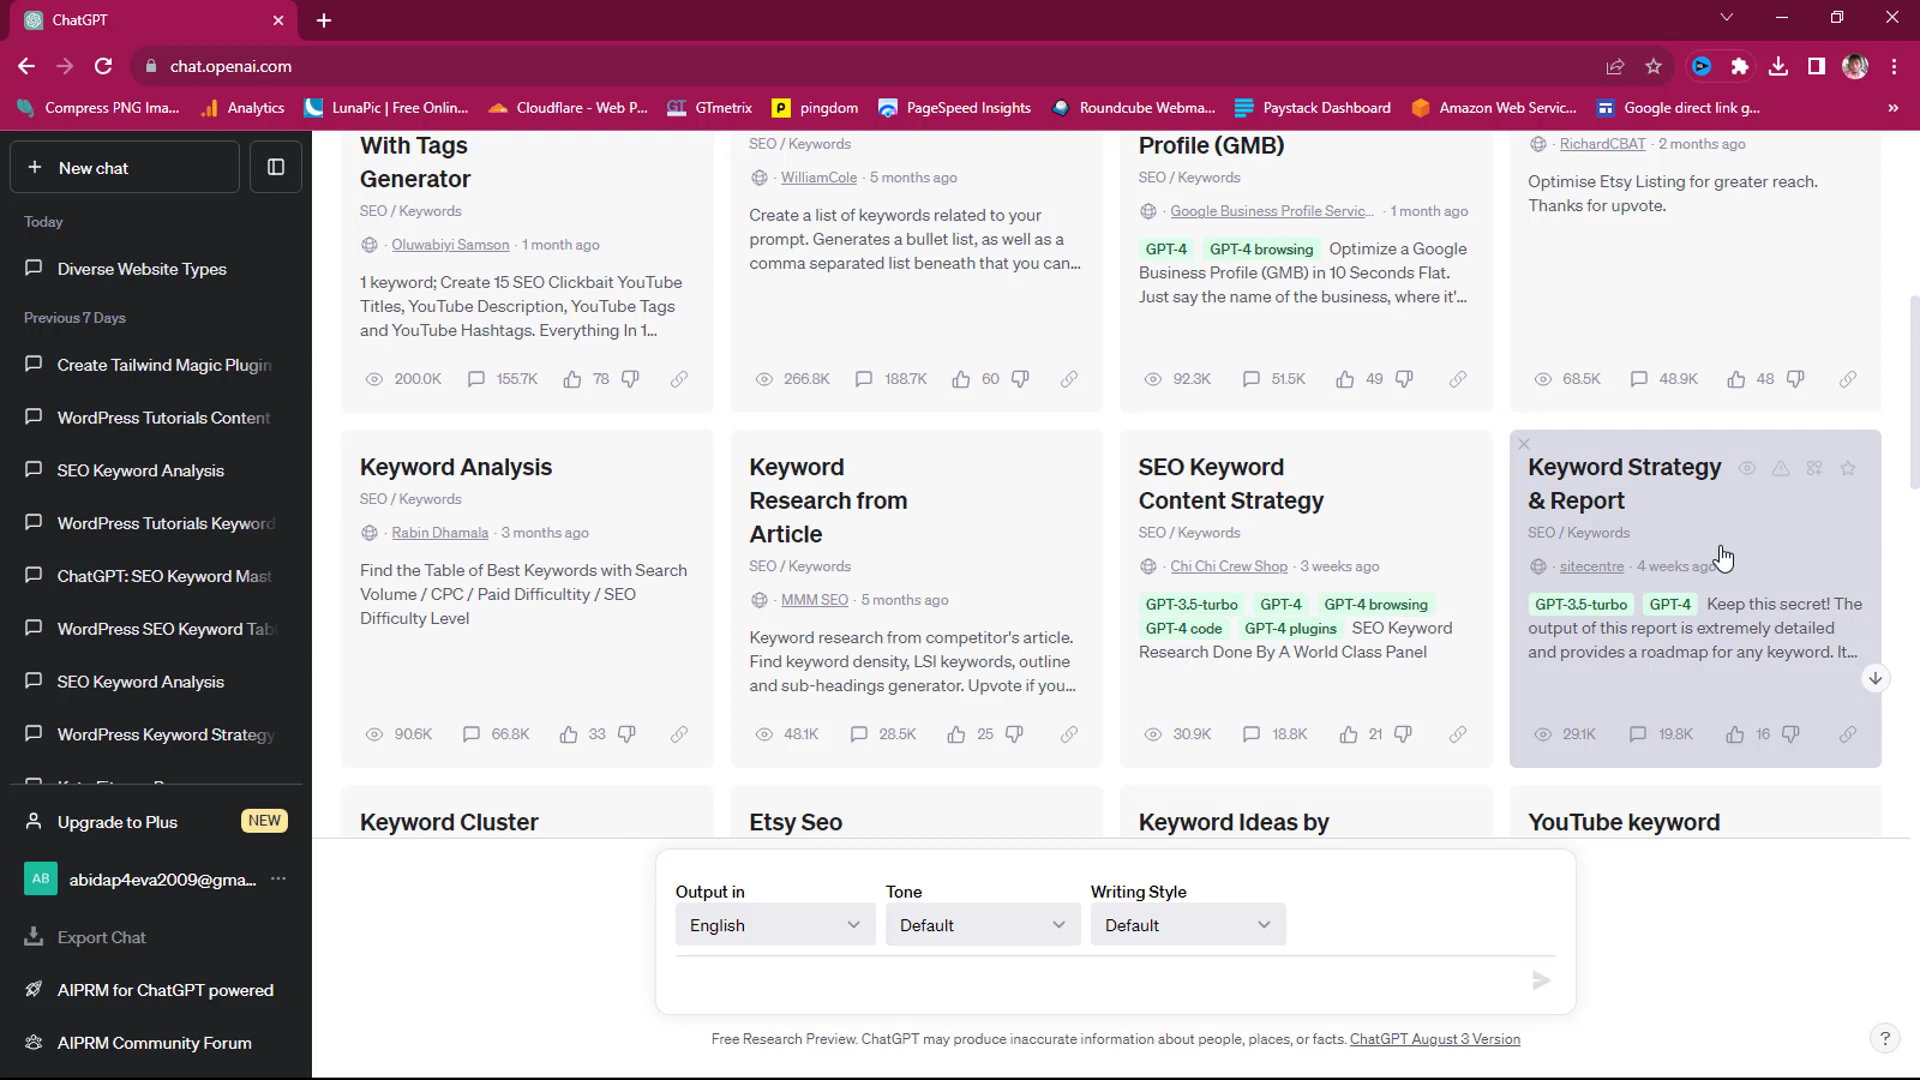 ChatGPT
chat.openai.com
Compress PNG Ima...
Analytics
LunaPic | Free Onlin...
Cloudflare - Web P...
GTmetrix
pingdom
PageSpeed Insights
Roundcube Webma...
Paystack Dashboard
Amazon Web Servic...
Google direct link g...
New chat
Today
Diverse Website Types
Previous 7 Days
Create Tailwind Magic Plugin
WordPress Tutorials Content
SEO Keyword Analysis
WordPress Tutorials Keyword
ChatGPT: SEO Keyword Mast
WordPress SEO Keyword Tab
SEO Keyword Analysis
WordPress Keyword Strategy
Upgrade to Plus
NEW
AB
abidap4eva2009@gma...
Export Chat
AIPRM for ChatGPT powered
AIPRM Community Forum
With Tags
Generator
SEO / Keywords
· Oluwabiyi Samson · 1 month ago
1 keyword; Create 15 SEO Clickbait YouTube
Titles, YouTube Description, YouTube Tags
and YouTube Hashtags. Everything In 1...
200.0K 155.7K 78
SEO / Keywords
· WilliamCole · 5 months ago
Create a list of keywords related to your
prompt. Generates a bullet list, as well as a
comma separated list beneath that you can...
266.8K 188.7K 60
Profile (GMB)
SEO / Keywords
· Google Business Profile Servic... · 1 month ago
GPT-4 GPT-4 browsing Optimize a Google
Business Profile (GMB) in 10 Seconds Flat.
Just say the name of the business, where it'...
92.3K 51.5K 49
· RichardCBAT · 2 months ago
Optimise Etsy Listing for greater reach.
Thanks for upvote.
68.5K 48.9K 48
Keyword Analysis
SEO / Keywords
· Rabin Dhamala · 3 months ago
Find the Table of Best Keywords with Search
Volume / CPC / Paid Difficultity / SEO
Difficulty Level
90.6K 66.8K 33
Keyword
Research from
Article
SEO / Keywords
· MMM SEO · 5 months ago
Keyword research from competitor's article.
Find keyword density, LSI keywords, outline
and sub-headings generator. Upvote if you...
48.1K 28.5K 25
SEO Keyword
Content Strategy
SEO / Keywords
· Chi Chi Crew Shop · 3 weeks ago
GPT-3.5-turbo GPT-4 GPT-4 browsing
GPT-4 code GPT-4 plugins SEO Keyword
Research Done By A World Class Panel
30.9K 18.8K 21
Keyword Strategy
& Report
SEO / Keywords
· sitecentre · 4 weeks ago
GPT-3.5-turbo GPT-4 Keep this secret! The
output of this report is extremely detailed
and provides a roadmap for any keyword. It...
29.1K 19.8K 16
Keyword Cluster
Etsy Seo
Keyword Ideas by
YouTube keyword
Output in
English
Tone
Default
Writing Style
Default
Free Research Preview. ChatGPT may produce inaccurate information about people, places, or facts. ChatGPT August 3 Version
?